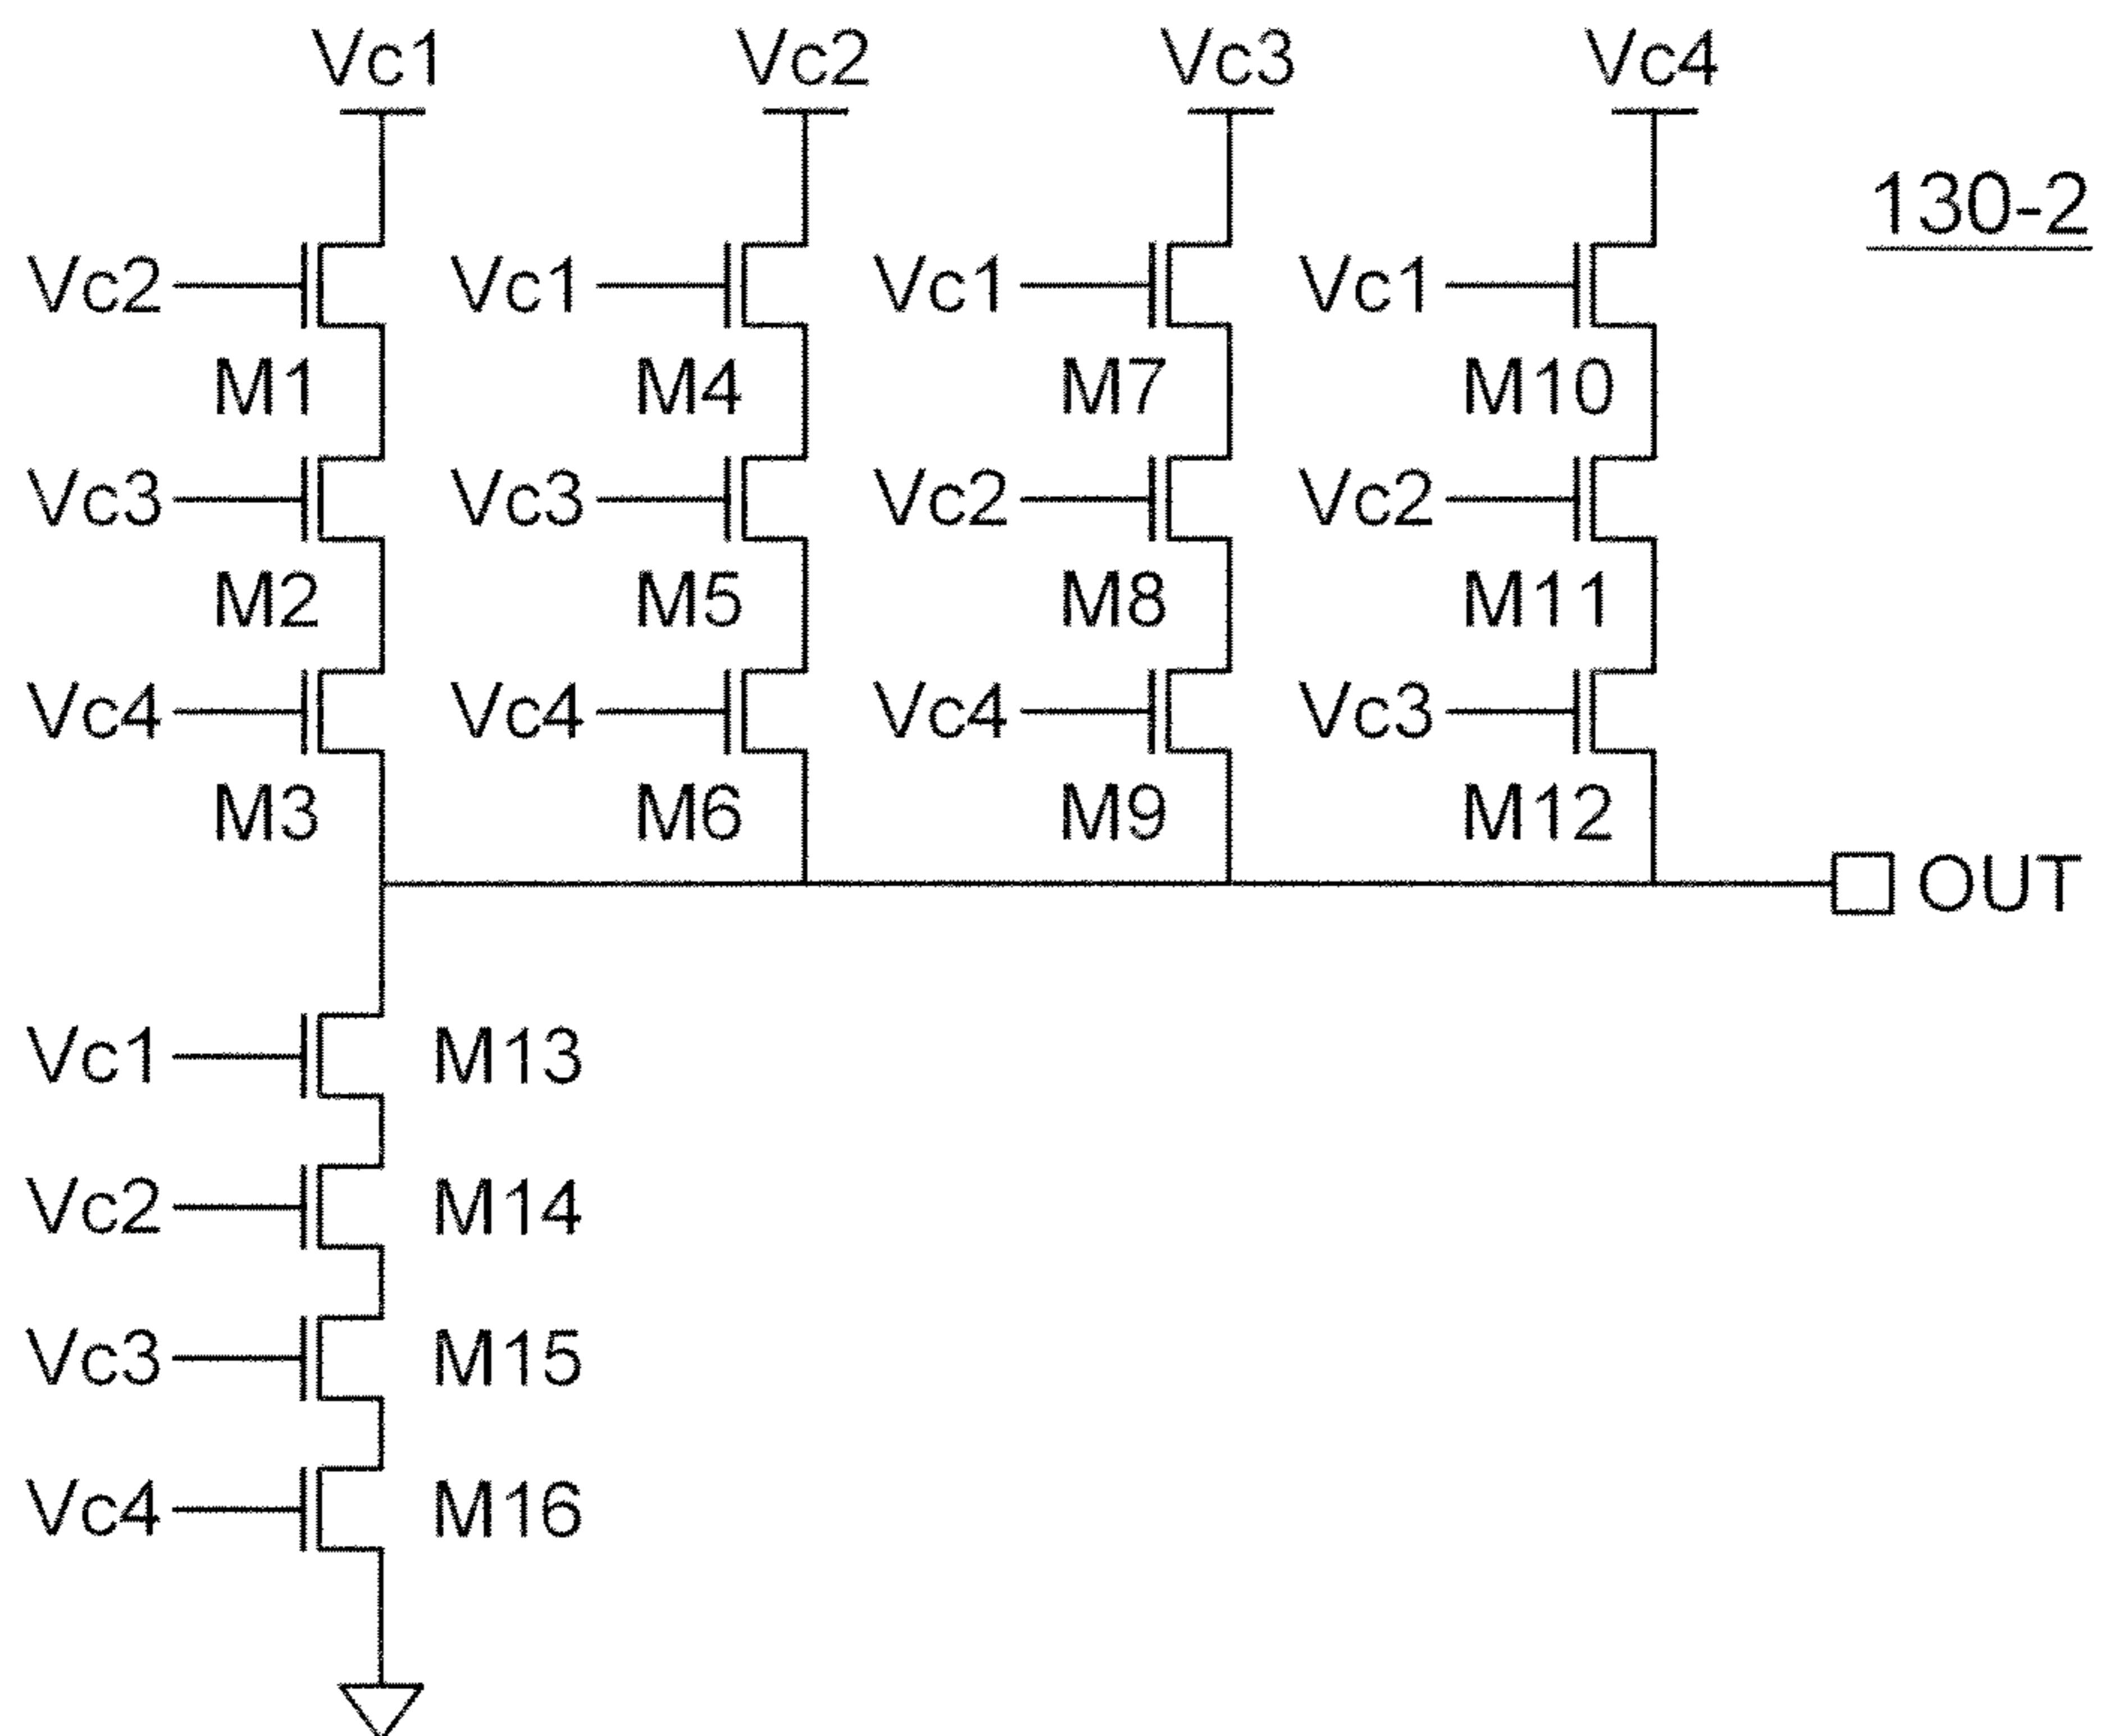 Vc1 Vc2 Vc3 Vc4
130-2
Vc2 Vc1 Vc1 Vc1
M1 M4 M7 M10
Vc3 Vc3 Vc2 Vc2
M2 M5 M8 M11
Vc4 Vc4 Vc4 Vc3
M3 M6 M9 M12
OUT
Vc1 M13
Vc2 M14
Vc3 M15
Vc4 M16